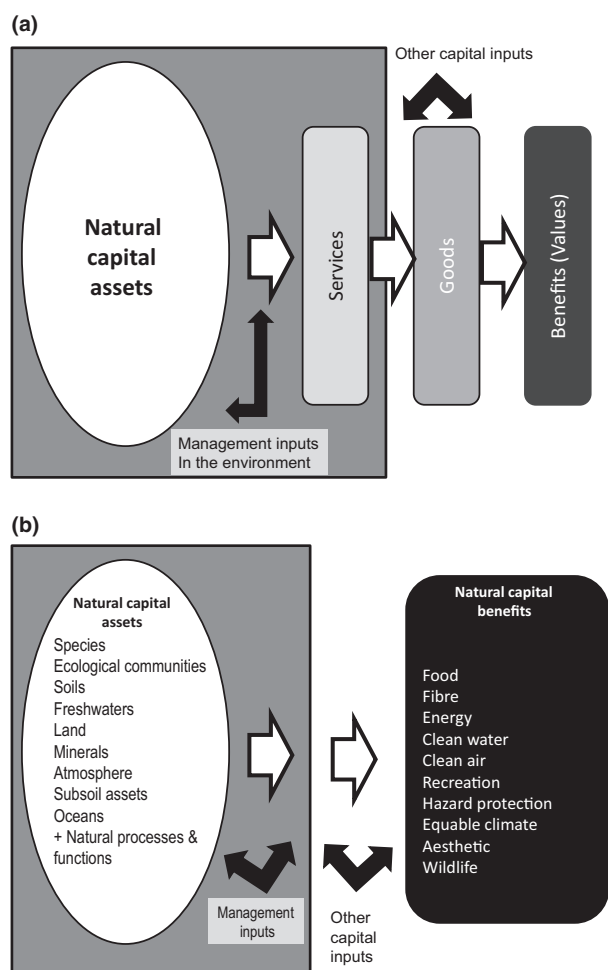 (a)
Other capital inputs
Natural
capital
assets
Services
Goods
Benefits (Values)
Management inputs
In the environment
(b)
Natural capital
assets
Species
Ecological communities
Soils
Freshwaters
Land
Minerals
Atmosphere
Subsoil assets
Oceans
+ Natural processes &
functions
Management
inputs
Other
capital
inputs
Natural capital
benefits
Food
Fibre
Energy
Clean water
Clean air
Recreation
Hazard protection
Equable climate
Aesthetic
Wildlife